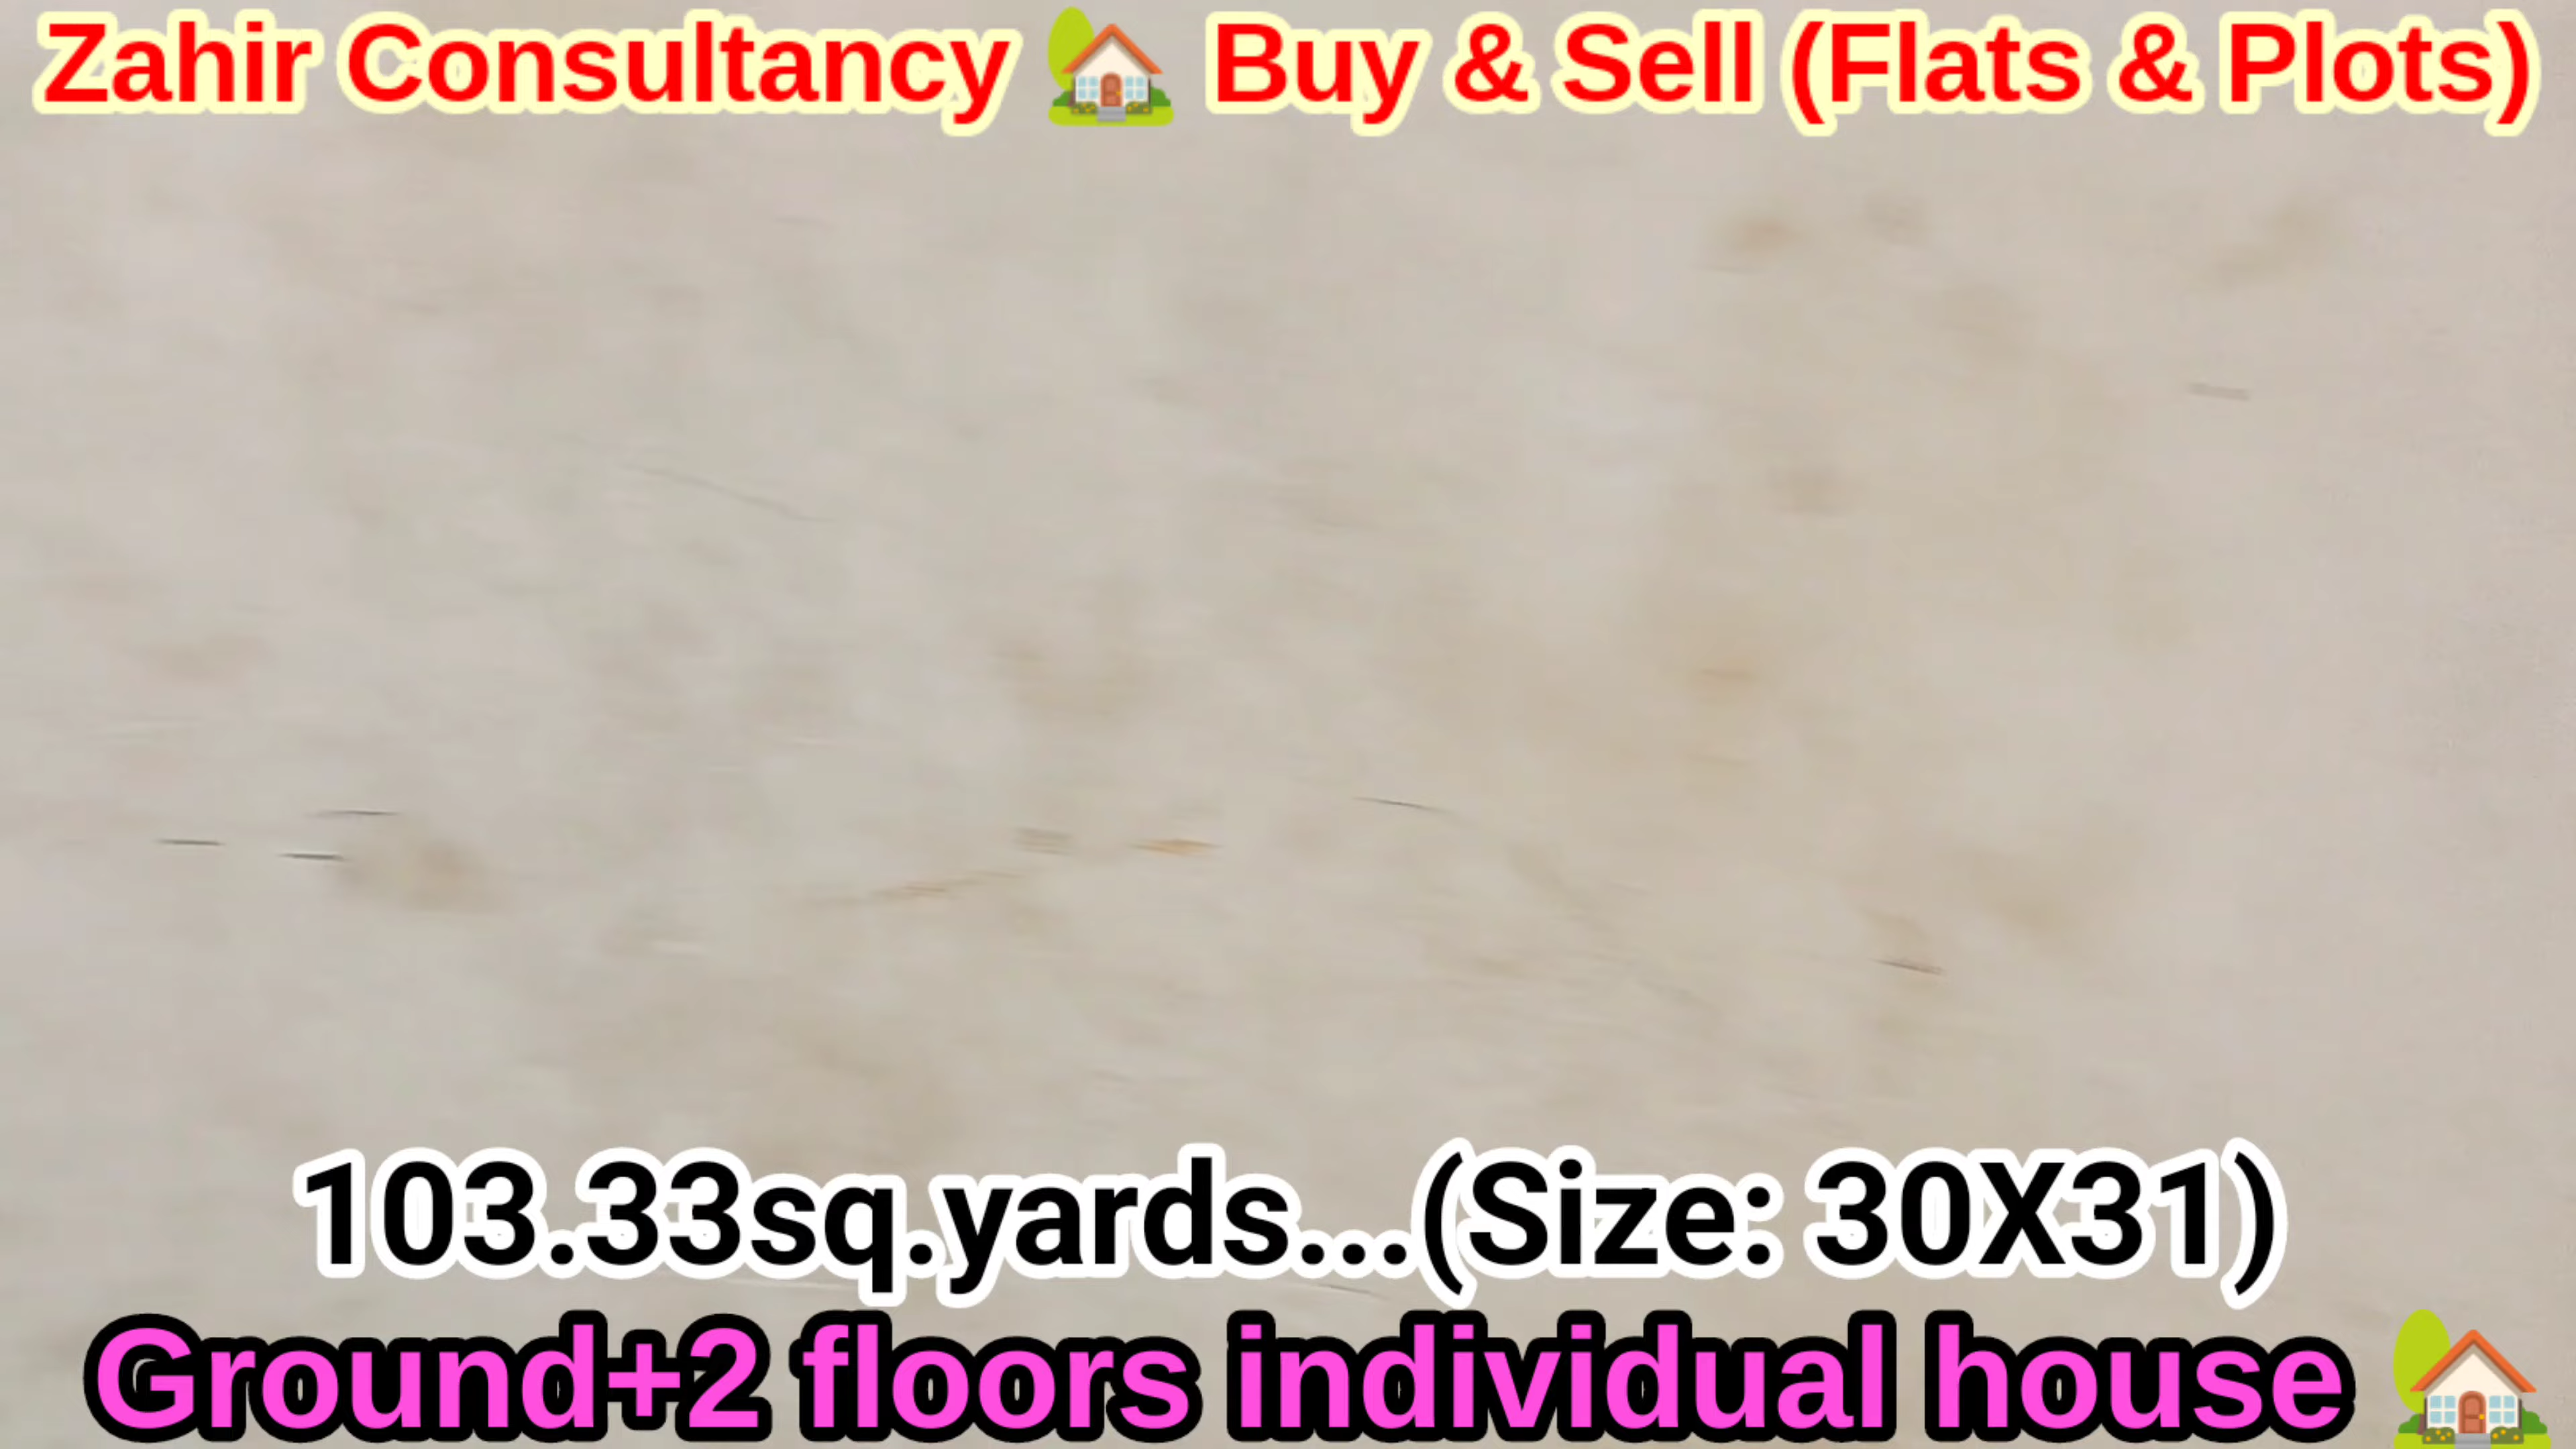 Zahir Consultancy 🏡 Buy & Sell (Flats & Plots)
103.33sq.yards...(Size: 30X31)
Ground+2 floors individual house 🏡